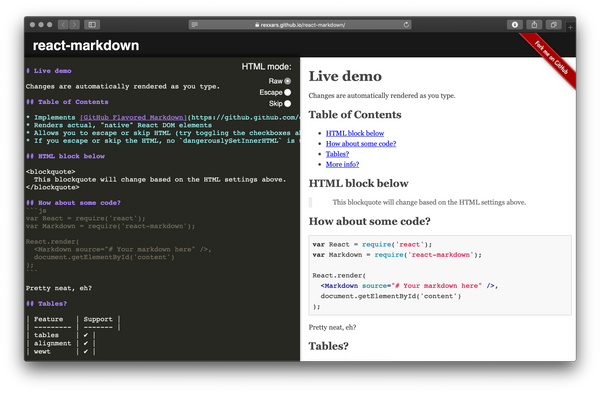 rexxars.github.io/react-markdown/
react-markdown
Fork me on GitHub
HTML mode:
Raw
Escape
Skip
# Live demo
Changes are automatically rendered as you type.
## Table of Contents
* Implements [GitHub Flavored Markdown](https://github.github.com/
* Renders actual, "native" React DOM elements
* Allows you to escape or skip HTML (try toggling the checkboxes a
* If you escape or skip the HTML, no `dangerouslySetInnerHTML` is
## HTML block below
<blockquote>
This blockquote will change based on the HTML settings above.
</blockquote>
## How about some code?
```js
var React = require('react');
var Markdown = require('react-markdown');
React.render(
<Markdown source="# Your markdown here" />,
document.getElementById('content')
);
```
Pretty neat, eh?
## Tables?
| Feature | Support |
| --------- | ------- |
| tables | ✔ |
| alignment | ✔ |
| wewt | ✔ |
Live demo
Changes are automatically rendered as you type.
Table of Contents
• HTML block below
• How about some code?
• Tables?
• More info?
HTML block below
This blockquote will change based on the HTML settings above.
How about some code?
var React = require('react');
var Markdown = require('react-markdown');
React.render(
<Markdown source="# Your markdown here" />,
document.getElementById('content')
);
Pretty neat, eh?
Tables?